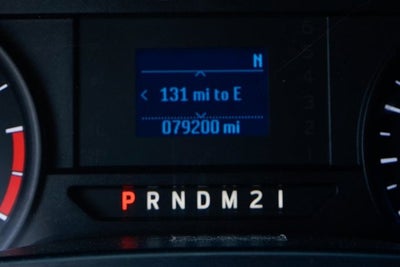 N
< 131 mi to E
079200 mi
P R N D M 2 1